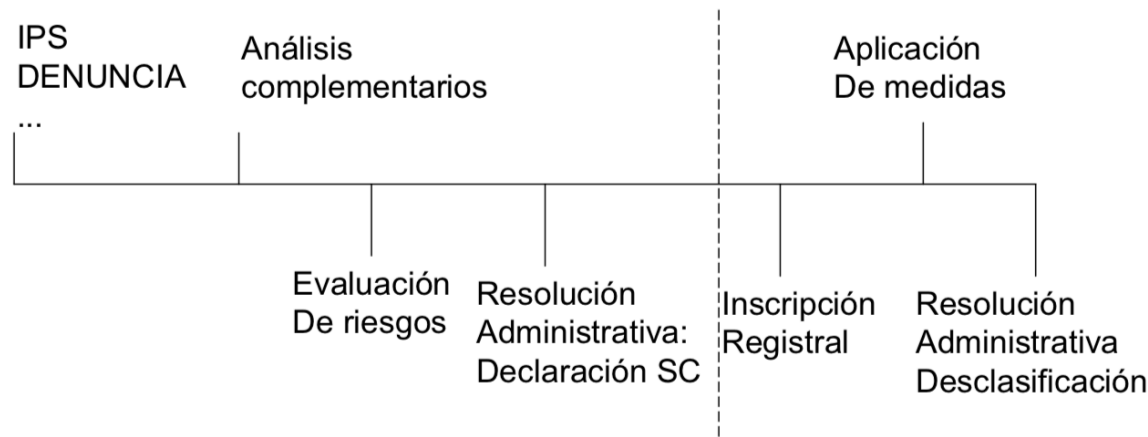 IPS
DENUNCIA
...
Análisis
complementarios
Aplicación
De medidas
Evaluación
De riesgos
Resolución
Administrativa:
Declaración SC
Inscripción
Registral
Resolución
Administrativa
Desclasificación